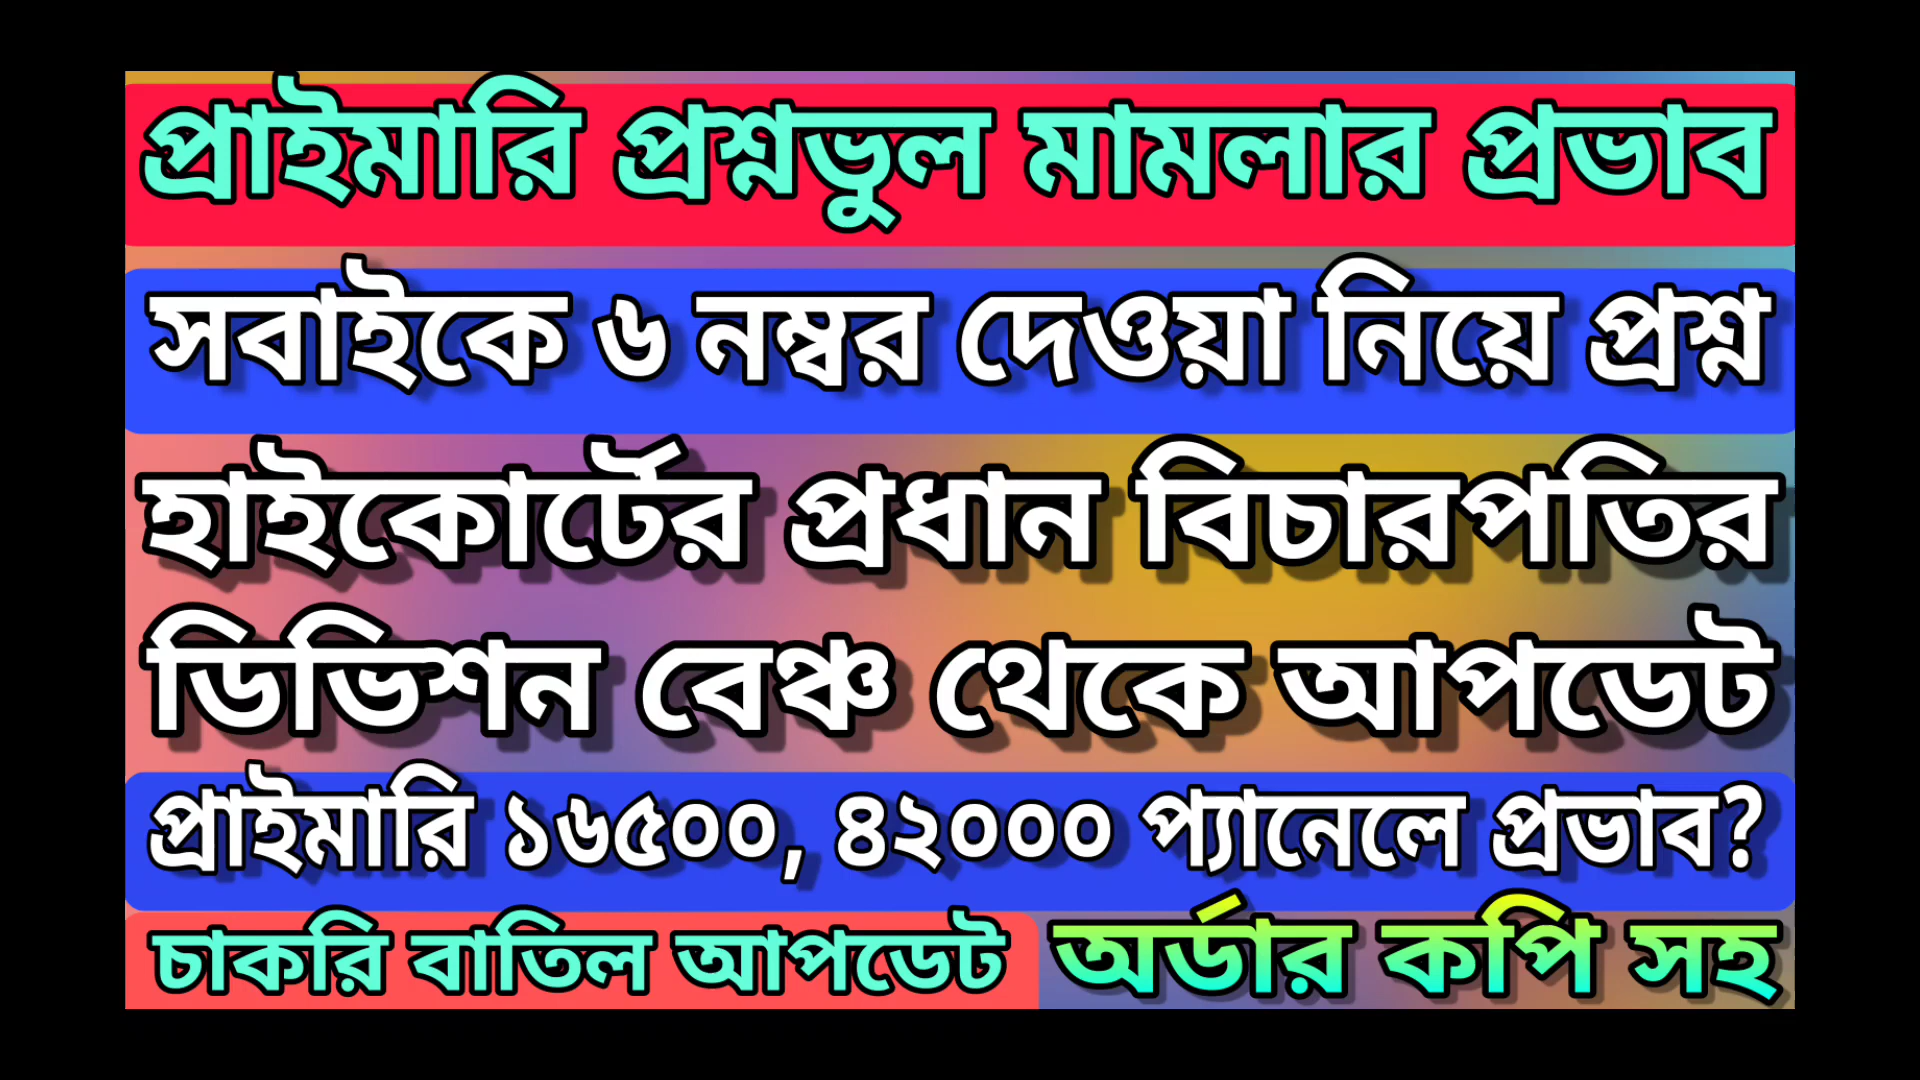 প্রাইমারি প্রশ্নভুল মামলার প্রভাব
সবাইকে ৬ নম্বর দেওয়া নিয়ে প্রশ্ন
হাইকোর্টের প্রধান বিচারপতির
ডিভিশন বেঞ্চ থেকে আপডেট
প্রাইমারি ১৬৫০০, ৪২০০০ প্যানেলে প্রভাব?
চাকরি বাতিল আপডেট অর্ডার কপি সহ